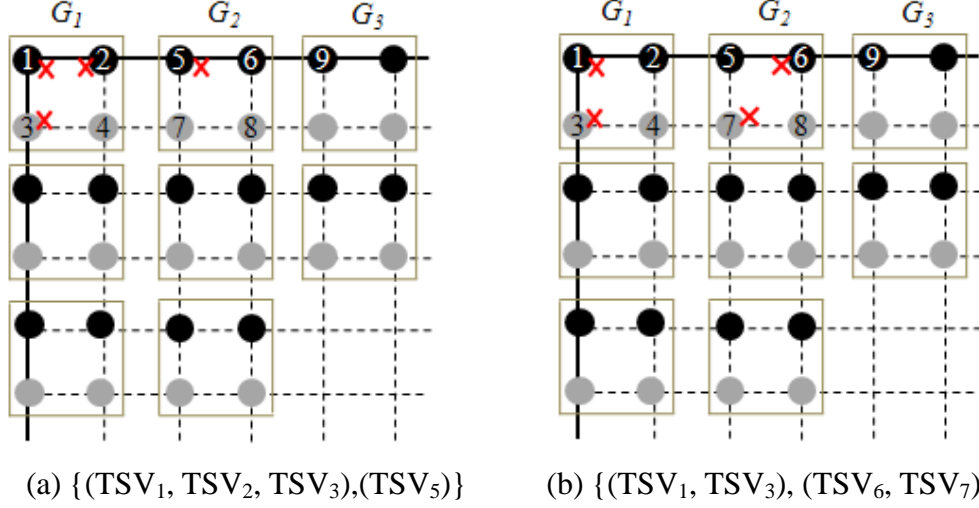 G₁ G₂ G₃ G₁ G₂ G₃
1 2 5 6 9 1 2 5 6 9
3 4 7 8 3 4 7 8
(a) {(TSV₁, TSV₂, TSV₃),(TSV₅)} (b) {(TSV₁, TSV₃), (TSV₆, TSV₇)